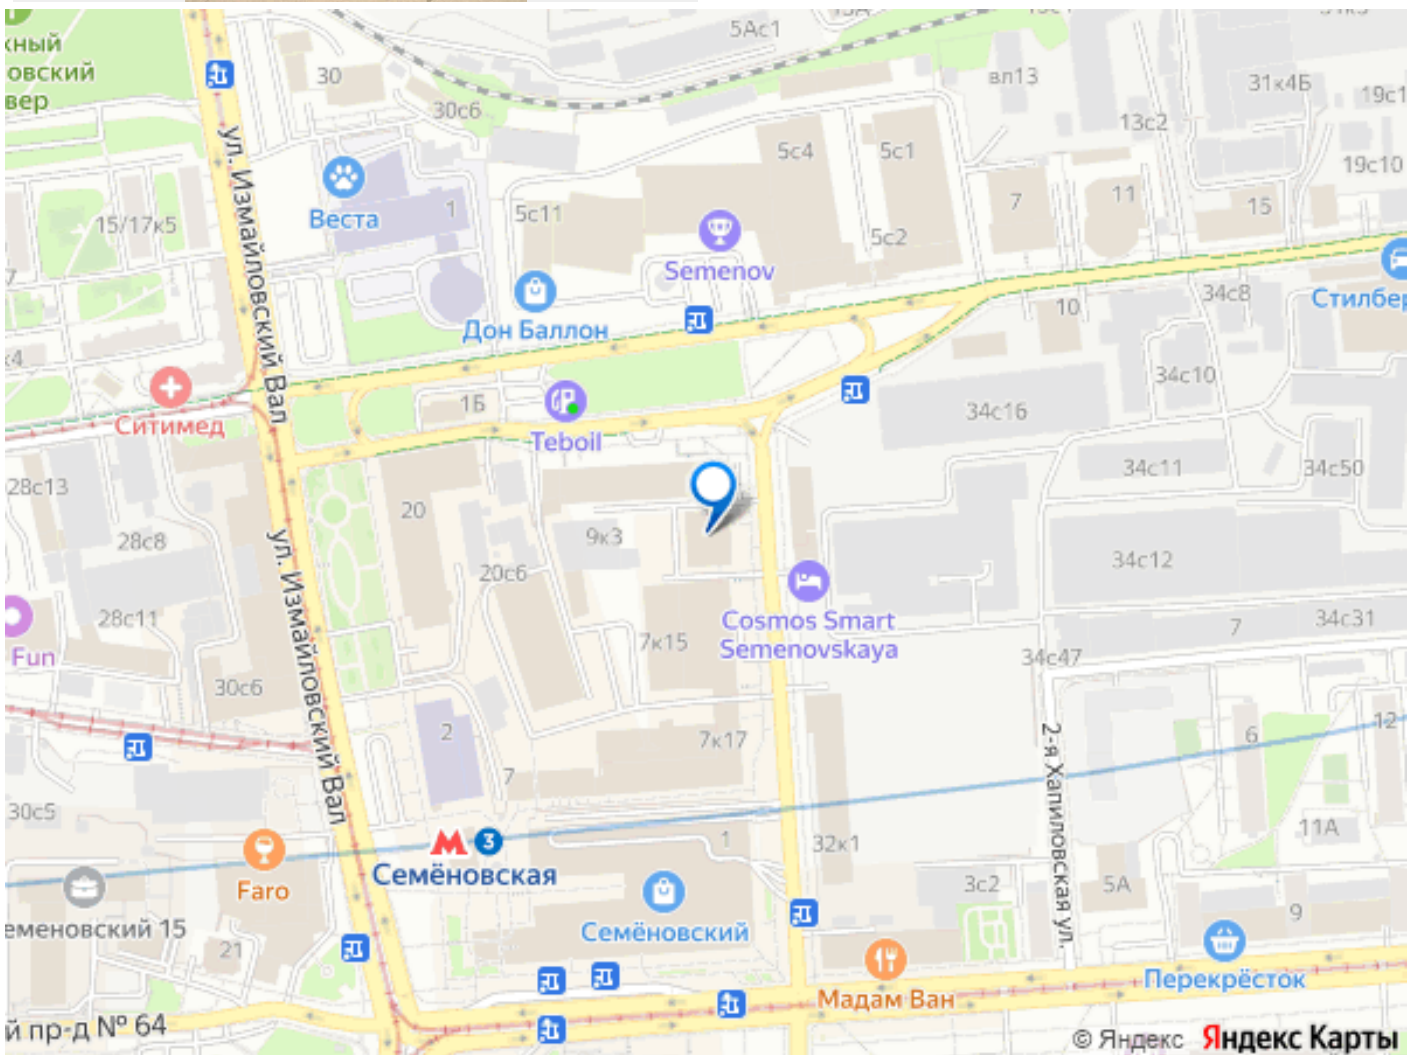 5Ас1
жный
овский
вер
30
30с6
вл13
31к4Б
19с1
13с2
5с4
5с1
19с10
ул. Измайловский Вал
Веста
1
15/17к5
5с11
7
11
15
5с2
Semenov
Дон Баллон
10
34с8
Стилбер
к4
Ситимед
1Б
Teboil
34с10
34с16
28с13
20
34с11
34с50
28с8
ул. Измайловский Вал
9к3
20с6
34с12
28с11
Cosmos Smart
Semenovskaya
7к15
7
34с31
Fun
30с6
34с47
2
7к17
2-я Хапиловская ул.
6
12
7
30с5
М 3
Семёновская
1
32к1
11А
Faro
3с2
5А
9
еменовский 15
21
Семёновский
Мадам Ван
Перекрёсток
й пр-д № 64
© Яндекс Яндекс Карты